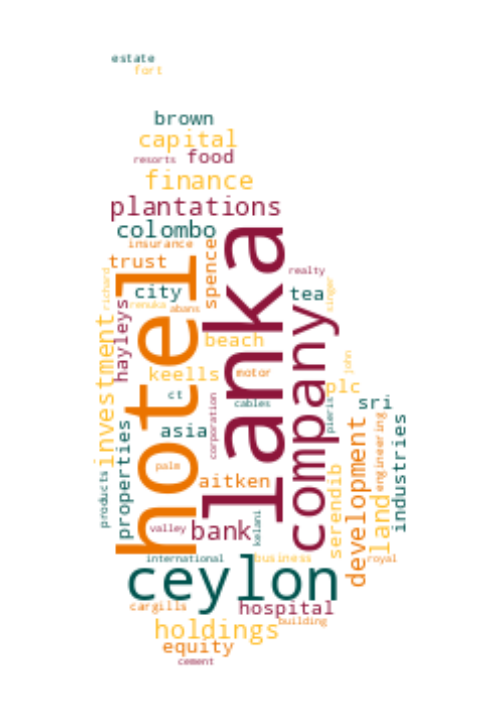 estate
fort
brown
capital
resorts food
finance
plantations
colombo
insurance
trust
spence
lanka
hotel
realty
richard
city
renuka
abans
tea
singer
hayleys
company
investment
beach
keells
motor
john
plc
ct
corporation
cables
pieris
sri
asia
properties
products
palm
aitken
serendib
development
land
engineering
industries
valley
bank
kelani
international
business
royal
ceylon
cargills
hospital
building
holdings
equity
cement